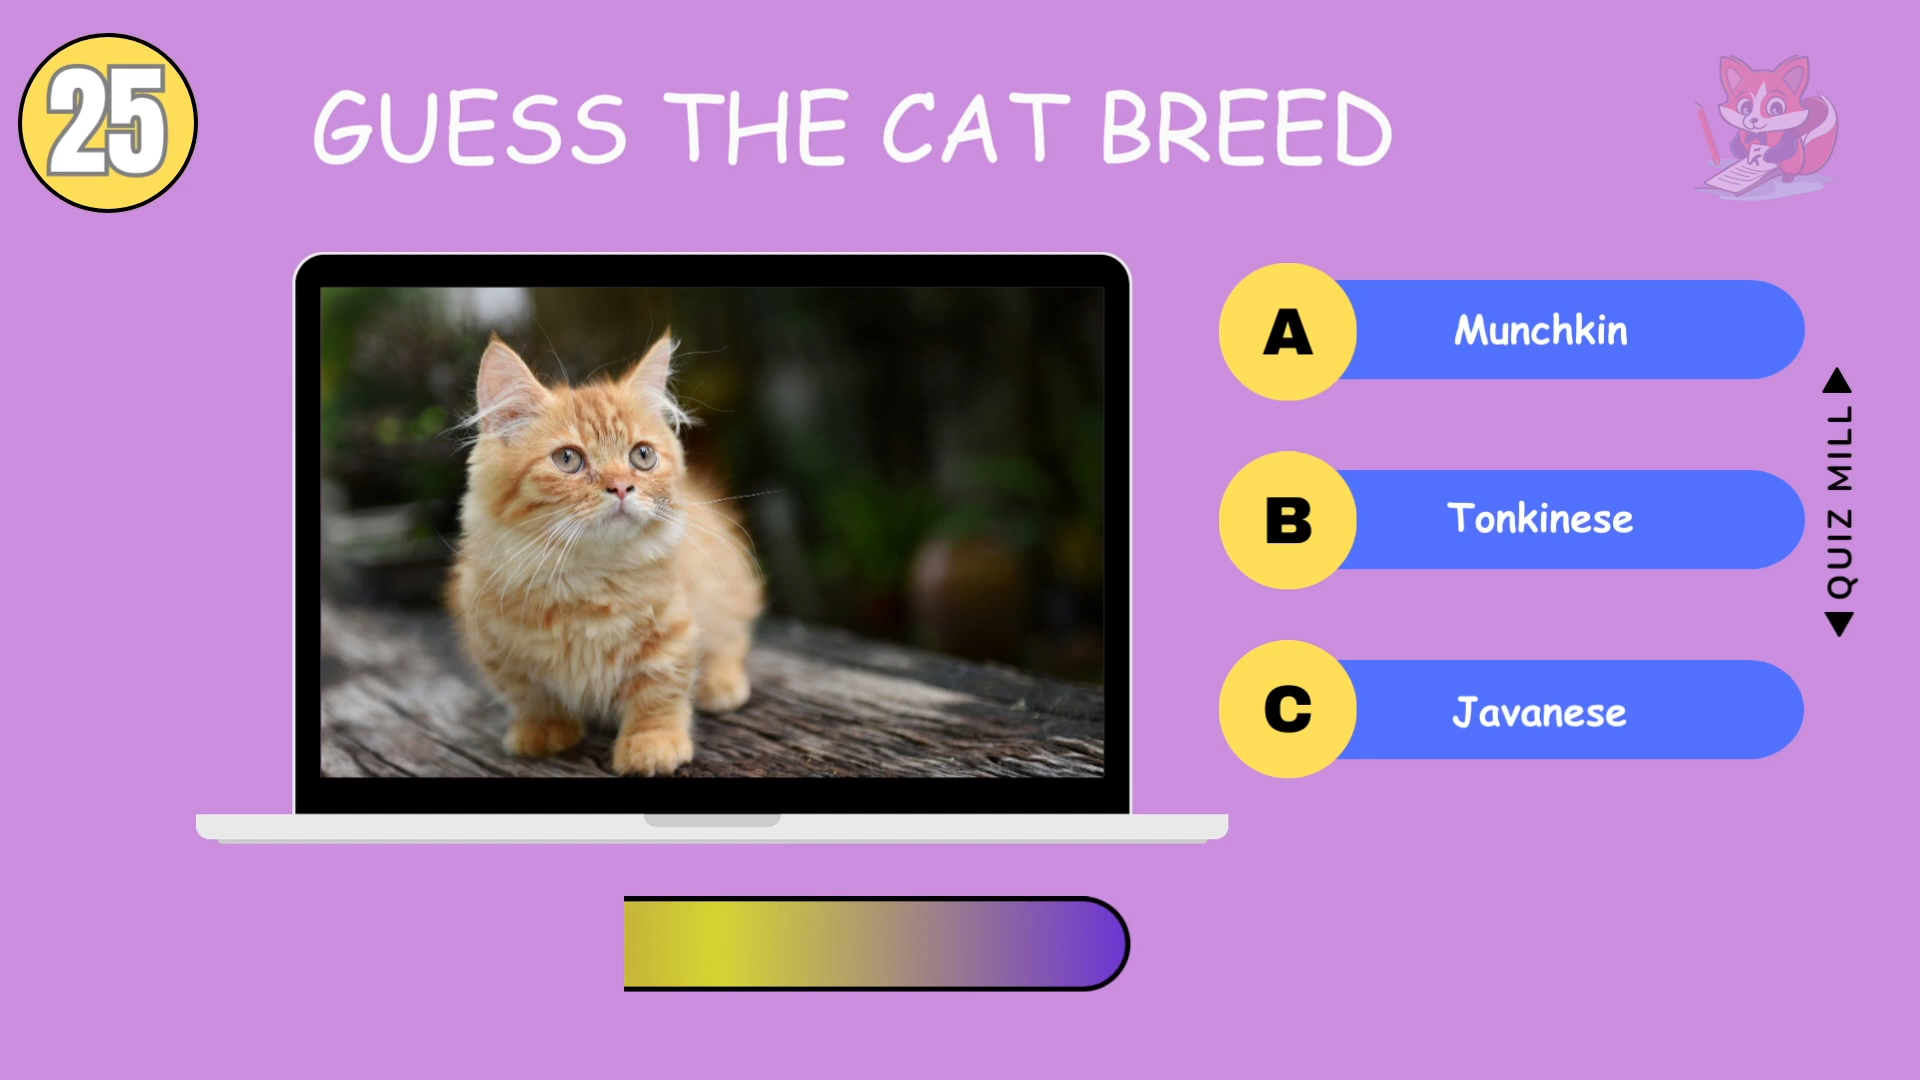 25
GUESS THE CAT BREED
A
Munchkin
B
Tonkinese
C
Javanese
QUIZ MILL